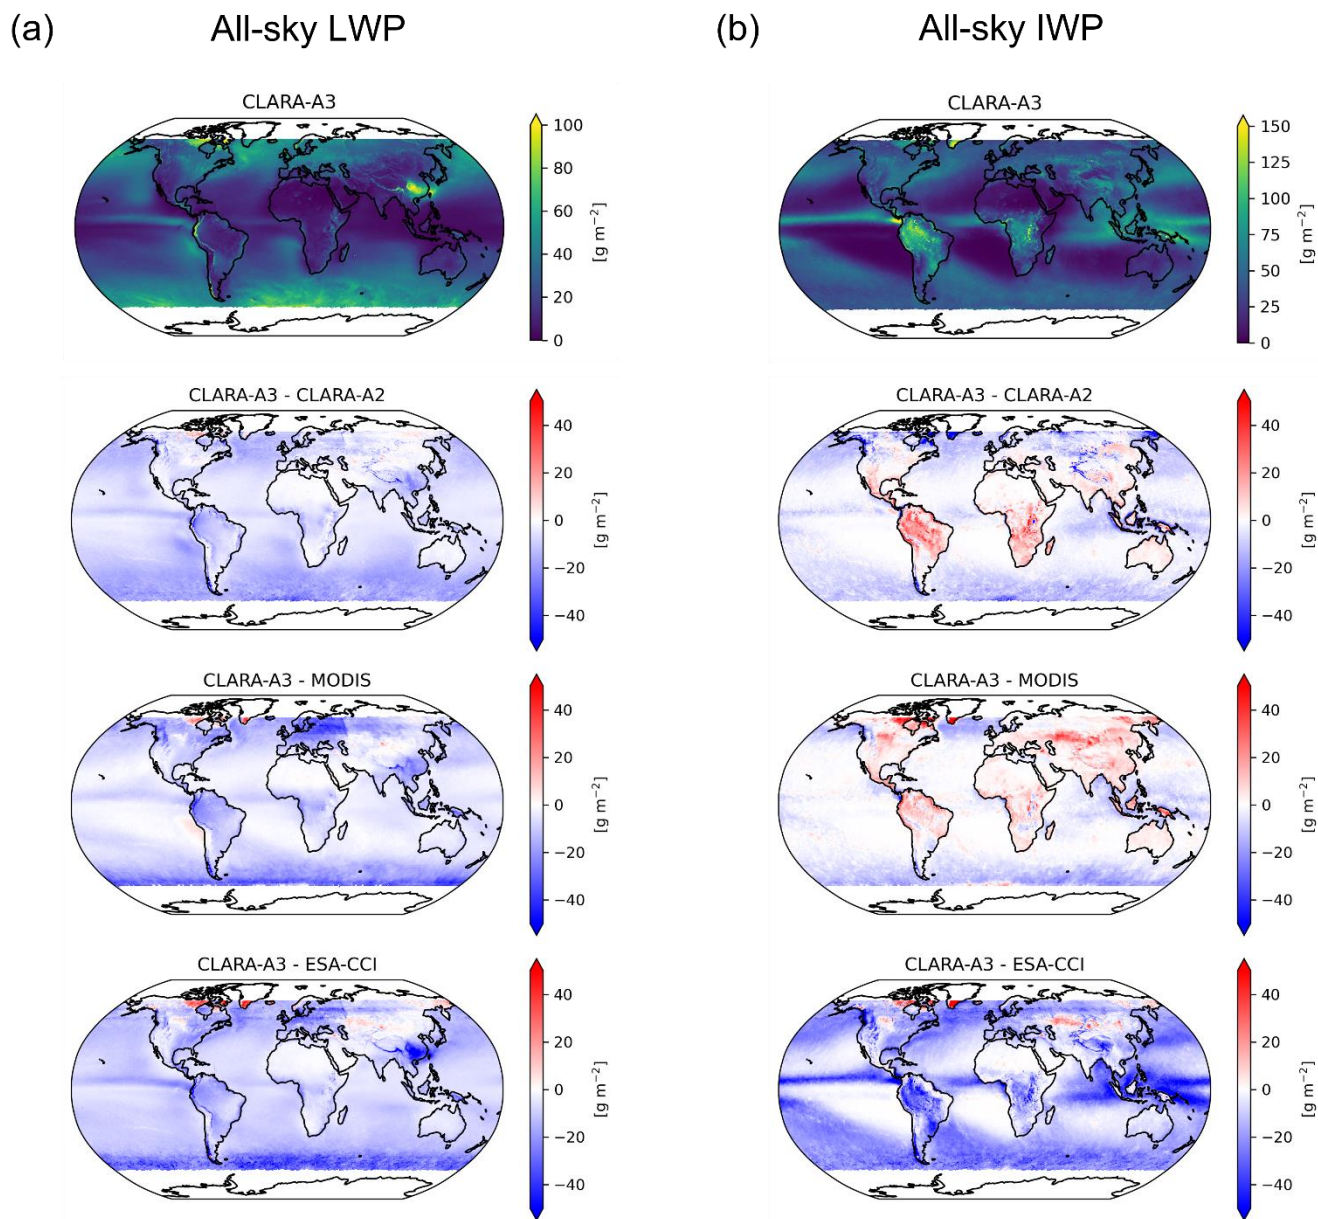 (a) All-sky LWP
(b) All-sky IWP
CLARA-A3
100
80
60
40
20
0
[g m⁻²]
CLARA-A3
150
125
100
75
50
25
0
[g m⁻²]
CLARA-A3 - CLARA-A2
40
20
0
−20
−40
[g m⁻²]
CLARA-A3 - CLARA-A2
40
20
0
−20
−40
[g m⁻²]
CLARA-A3 - MODIS
40
20
0
−20
−40
[g m⁻²]
CLARA-A3 - MODIS
40
20
0
−20
−40
[g m⁻²]
CLARA-A3 - ESA-CCI
40
20
0
−20
−40
[g m⁻²]
CLARA-A3 - ESA-CCI
40
20
0
−20
−40
[g m⁻²]